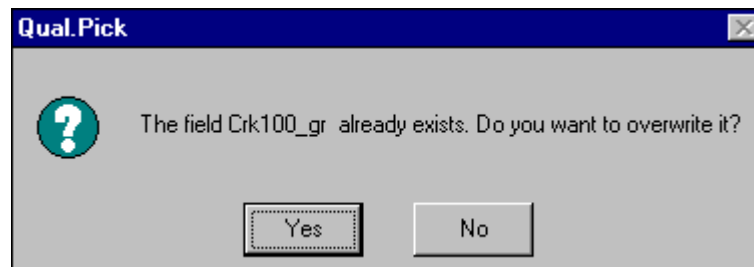 Qual.Pick
The field Crk100_gr already exists. Do you want to overwrite it?
Yes No